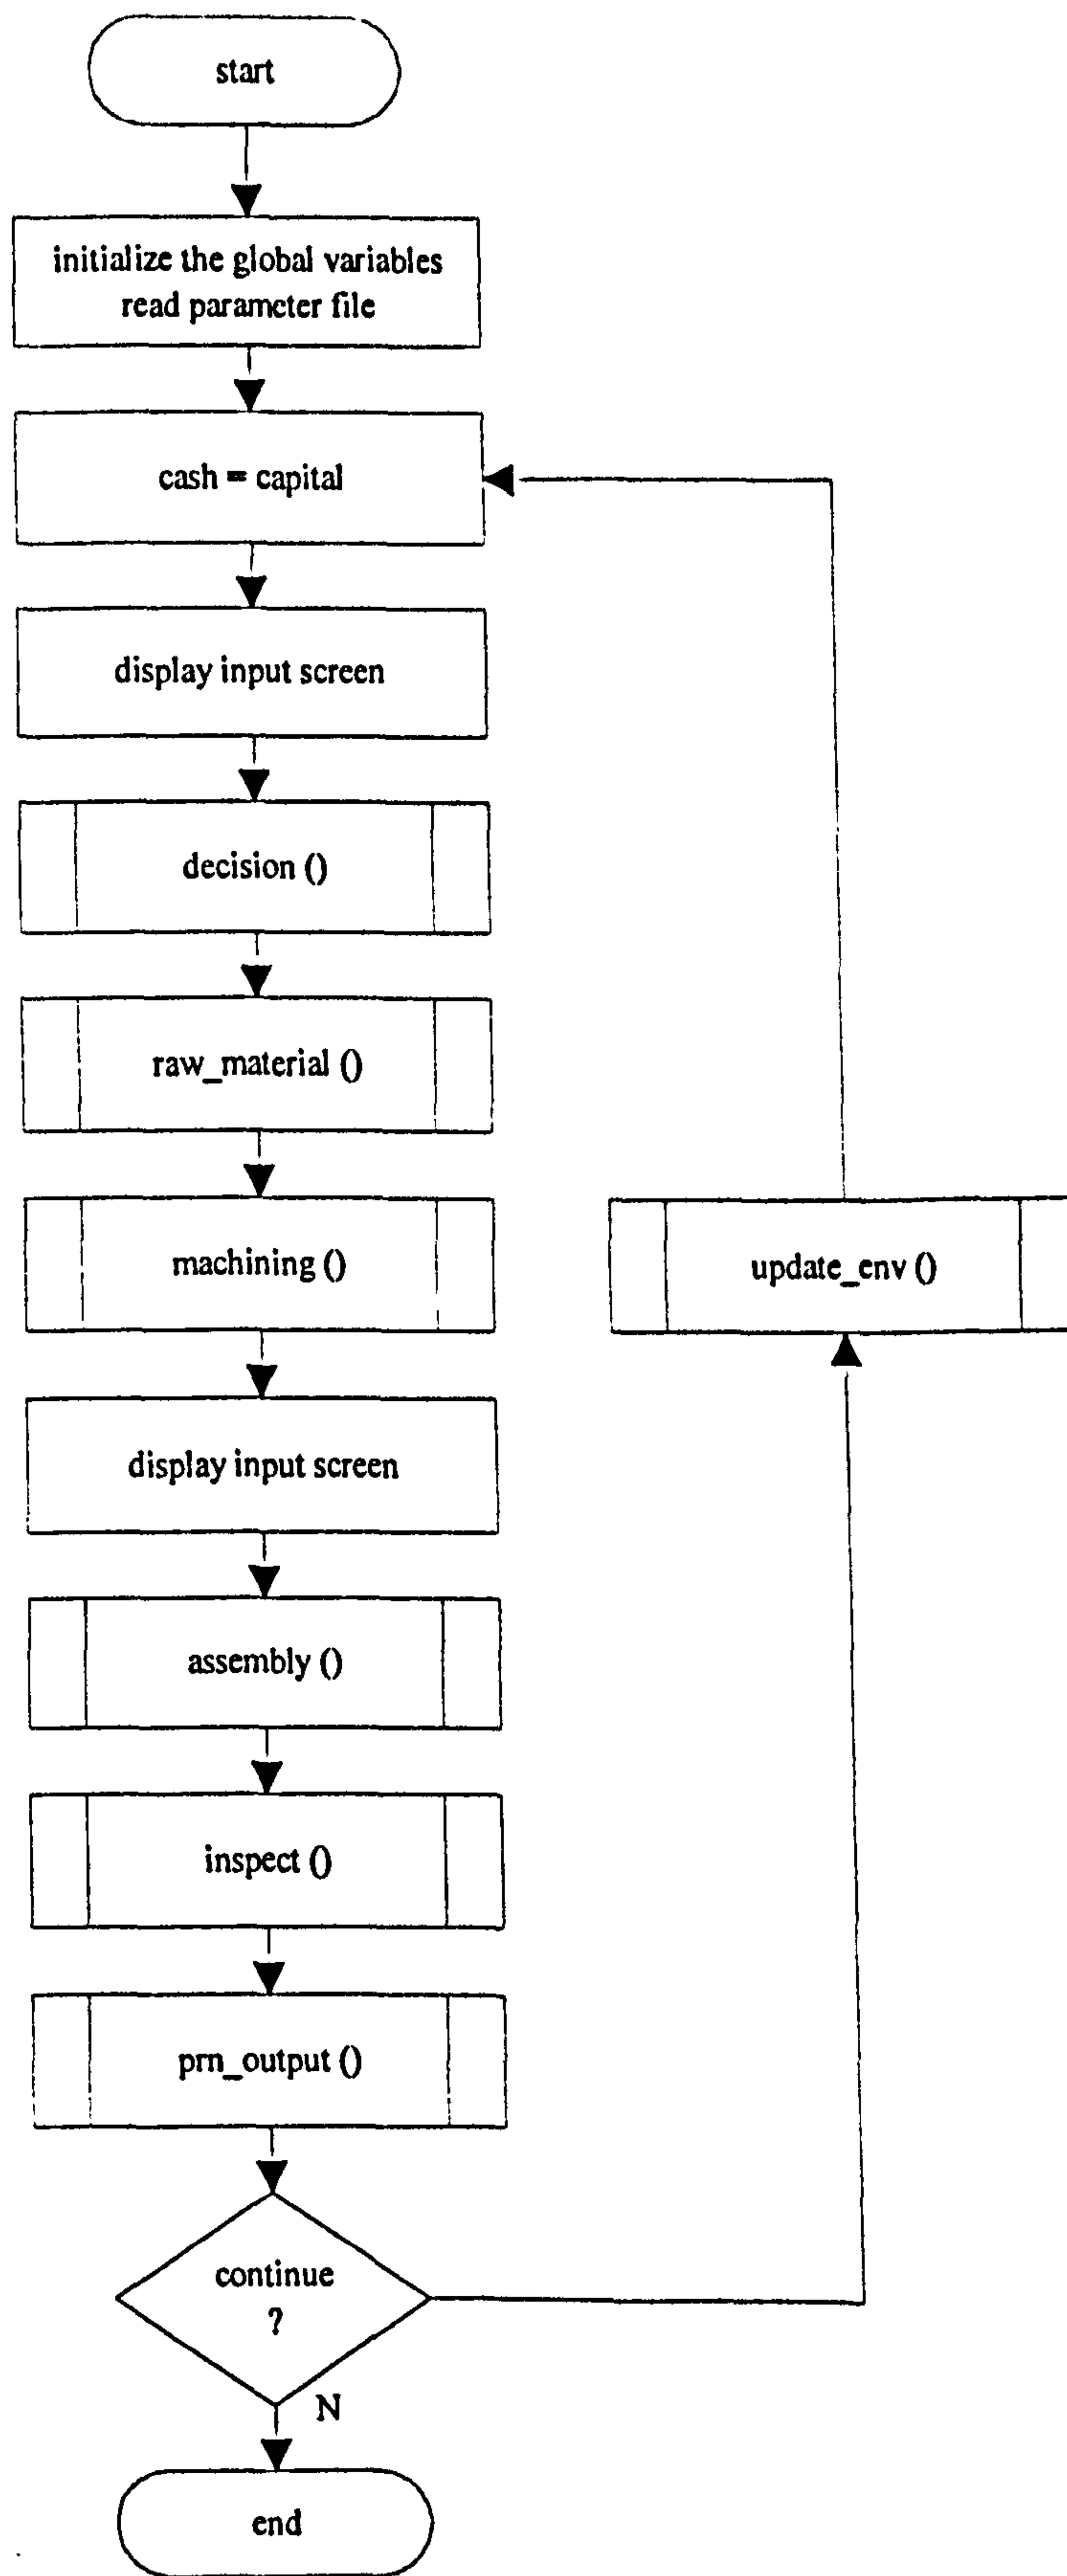 start
initialize the global variables
read parameter file
cash = capital
display input screen
decision ()
raw_material ()
machining ()
update_env ()
display input screen
assembly ()
inspect ()
prn_output ()
continue
?
N
end